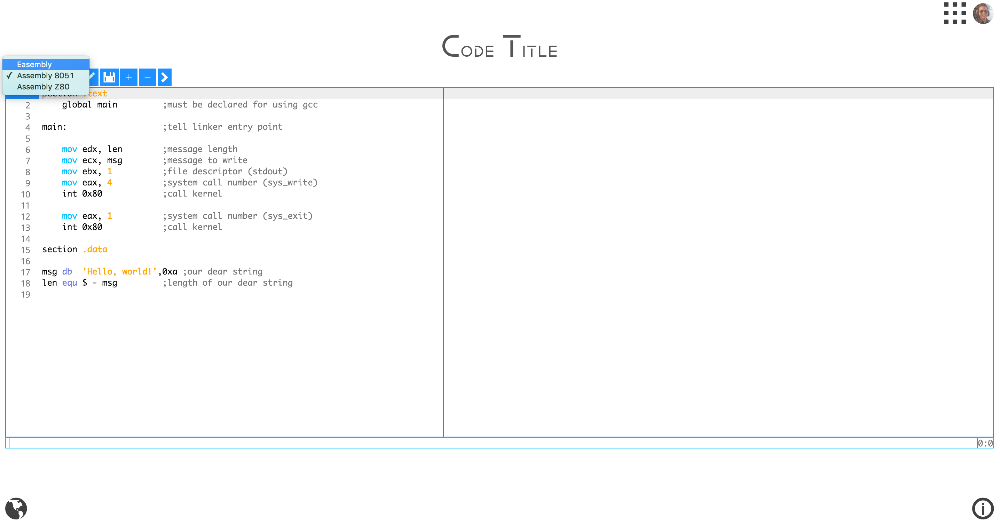 Code Title
Easembly
✓ Assembly 8051
Assembly Z80
+ −
section .text
2 global main ;must be declared for using gcc
3
4 main: ;tell linker entry point
5
6 mov edx, len ;message length
7 mov ecx, msg ;message to write
8 mov ebx, 1 ;file descriptor (stdout)
9 mov eax, 4 ;system call number (sys_write)
10 int 0x80 ;call kernel
11
12 mov eax, 1 ;system call number (sys_exit)
13 int 0x80 ;call kernel
14
15 section .data
16
17 msg db 'Hello, world!',0xa ;our dear string
18 len equ $ - msg ;length of our dear string
19
0:0